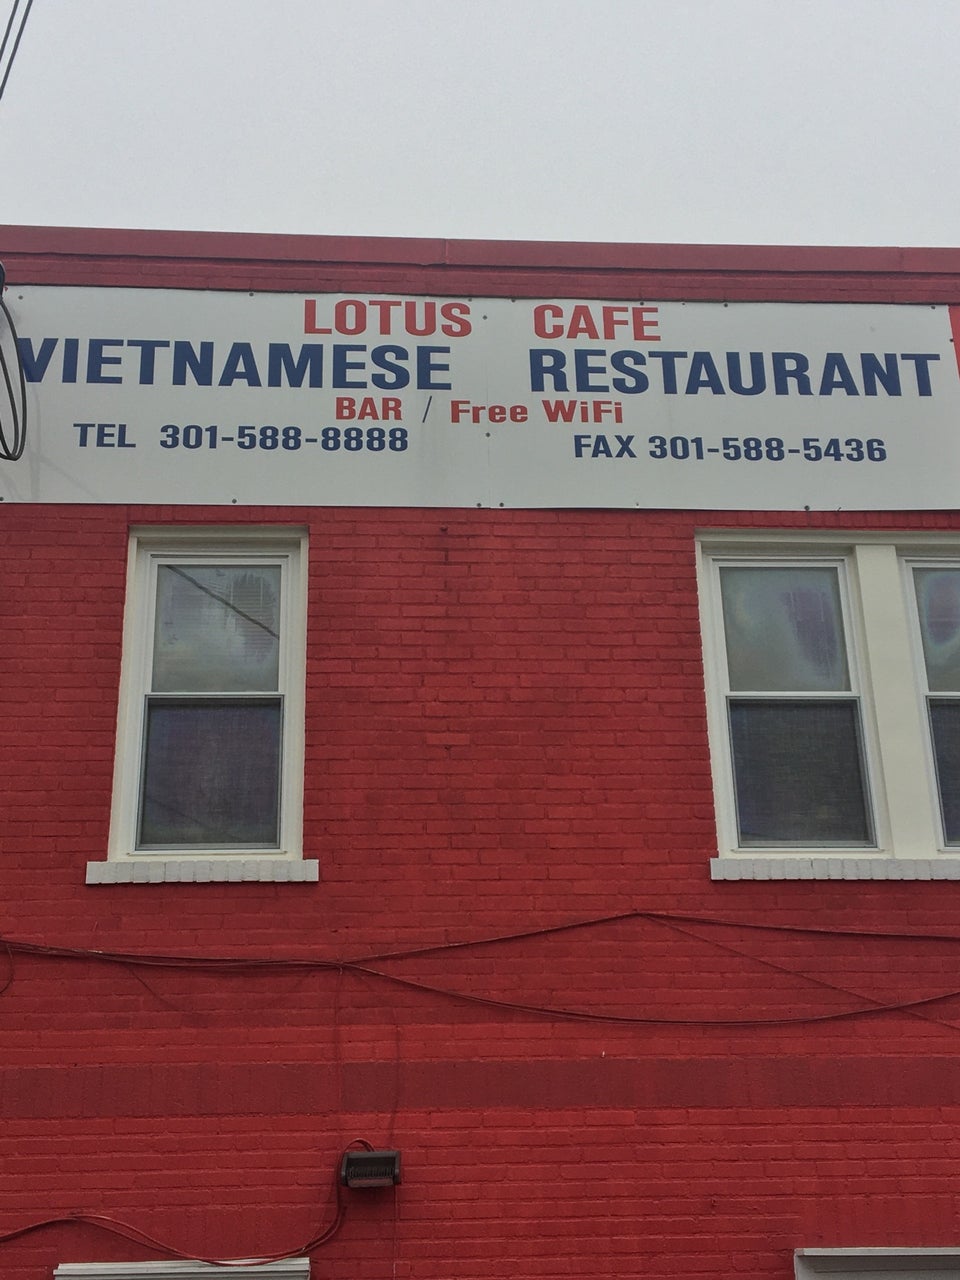 LOTUS CAFE
VIETNAMESE RESTAURANT
BAR / Free WiFi
TEL 301-588-8888 FAX 301-588-5436